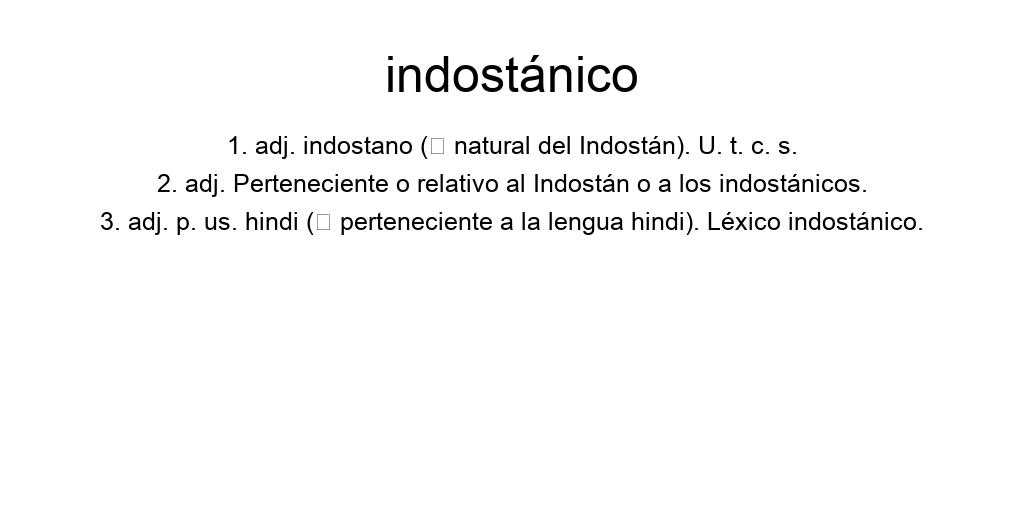 indostánico
1. adj. indostano (□ natural del Indostán). U. t. c. s.
2. adj. Perteneciente o relativo al Indostán o a los indostánicos.
3. adj. p. us. hindi (□ perteneciente a la lengua hindi). Léxico indostánico.